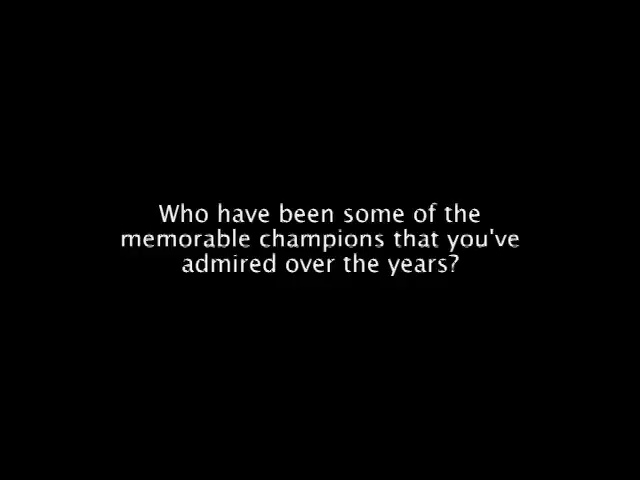 Who have been some of the
memorable champions that you've
admired over the years?